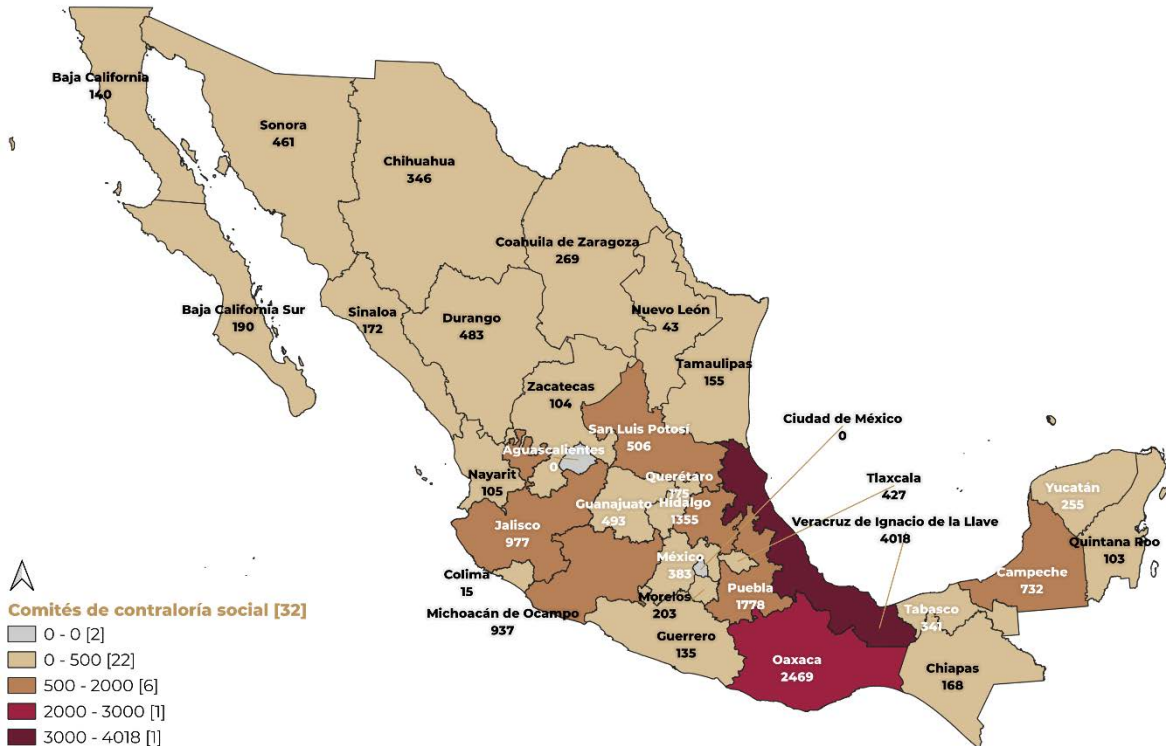 Baja California
140
Sonora
461
Chihuahua
346
Coahuila de Zaragoza
269
Baja California Sur
190
Sinaloa
172
Durango
483
Nuevo León
43
Tamaulipas
155
Zacatecas
104
Ciudad de México
0
San Luis Potosí
506
Aguascalientes
0
Nayarit
105
Querétaro
175
Tlaxcala
427
Guanajuato
493
Hidalgo
1355
Yucatán
255
Jalisco
977
Veracruz de Ignacio de la Llave
4018
Quintana Roo
103
México
383
Campeche
732
Colima
15
Morelos
203
Puebla
1778
Tabasco
341
Michoacán de Ocampo
937
Guerrero
135
Oaxaca
2469
Chiapas
168
Comités de contraloría social [32]
0 - 0 [2]
0 - 500 [22]
500 - 2000 [6]
2000 - 3000 [1]
3000 - 4018 [1]